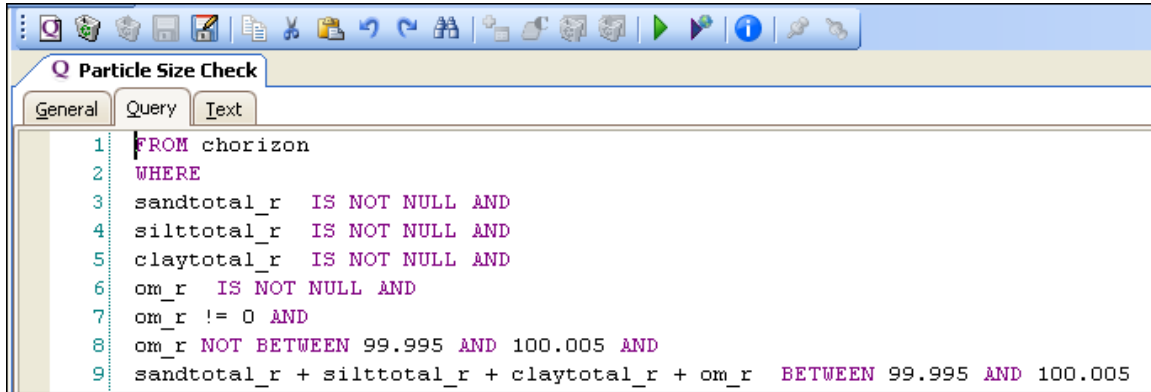 Q Particle Size Check
General Query Text
1 FROM chorizon
2 WHERE
3 sandtotal_r IS NOT NULL AND
4 silttotal_r IS NOT NULL AND
5 claytotal_r IS NOT NULL AND
6 om_r IS NOT NULL AND
7 om_r != 0 AND
8 om_r NOT BETWEEN 99.995 AND 100.005 AND
9 sandtotal_r + silttotal_r + claytotal_r + om_r BETWEEN 99.995 AND 100.005